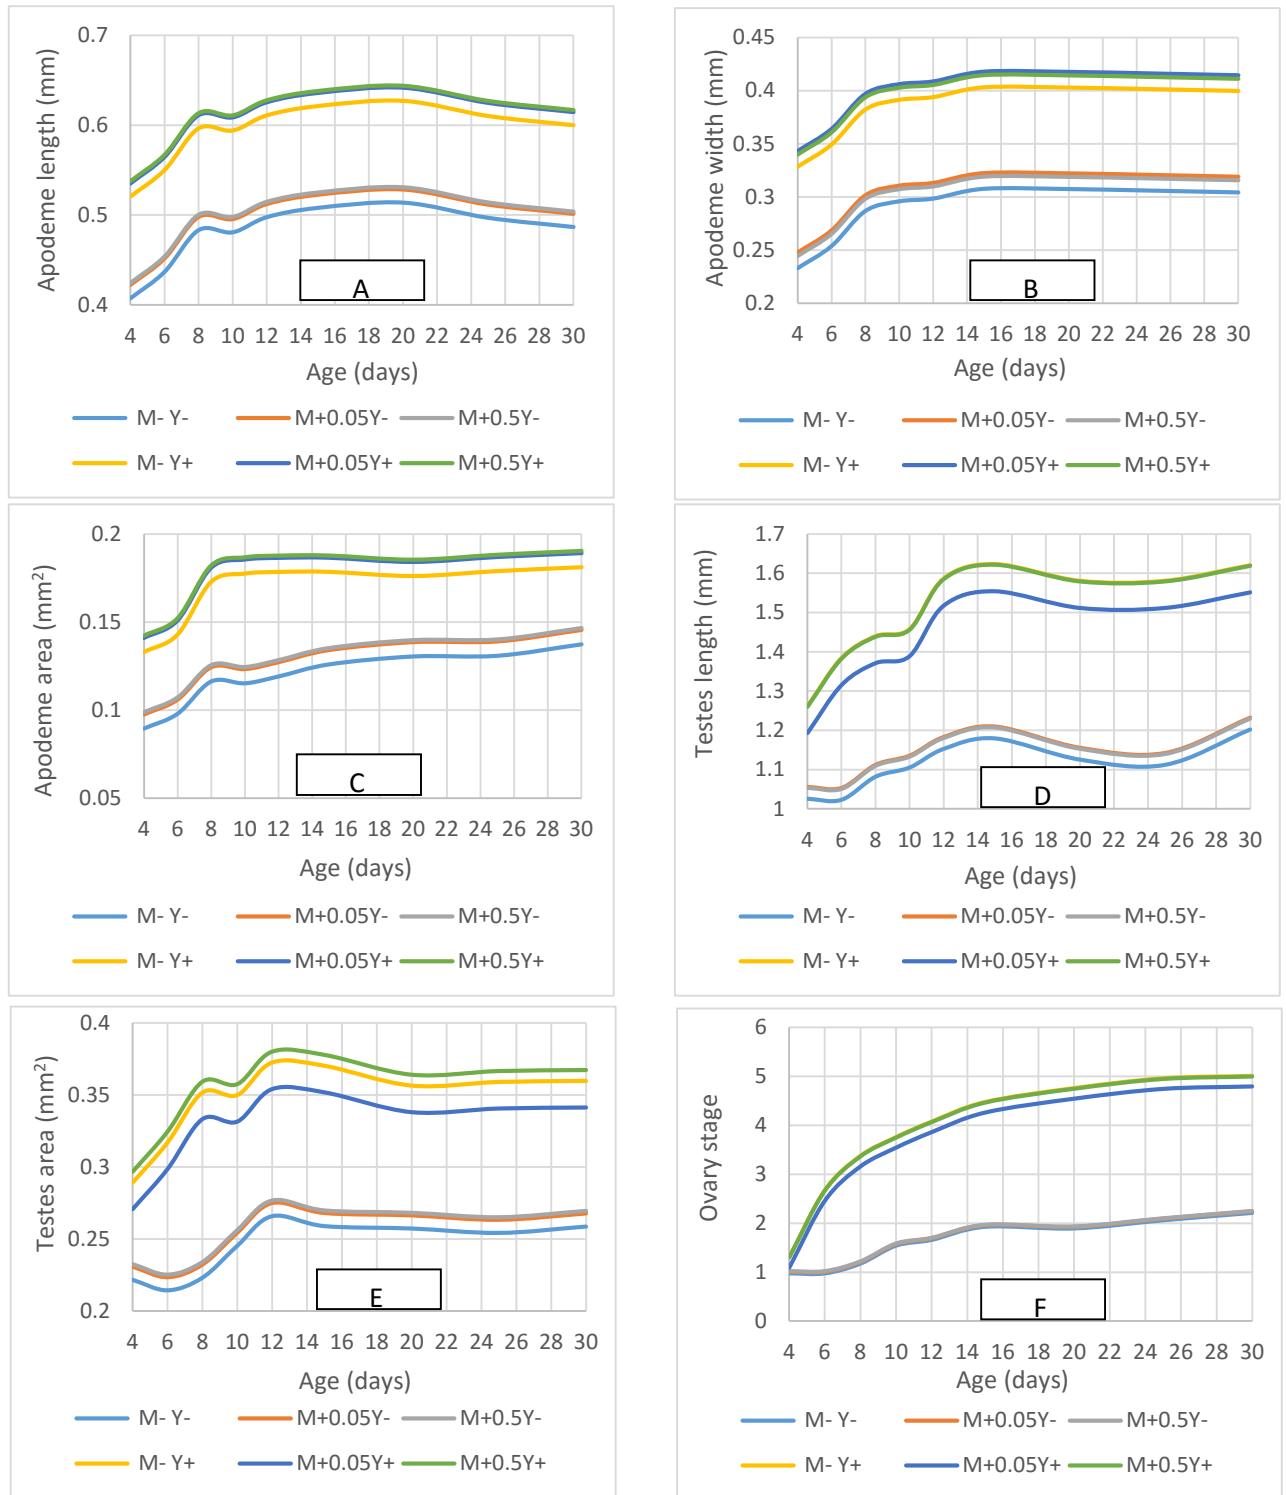 Apodeme length (mm)
0.7
0.6
0.5
0.4
4 6 8 10 12 14 16 18 20 22 24 26 28 30
Age (days)
A
M- Y- M+0.05Y- M+0.5Y-
M- Y+ M+0.05Y+ M+0.5Y+
Apodeme width (mm)
0.45
0.4
0.35
0.3
0.25
0.2
4 6 8 10 12 14 16 18 20 22 24 26 28 30
Age (days)
B
M- Y- M+0.05Y- M+0.5Y-
M- Y+ M+0.05Y+ M+0.5Y+
Apodeme area (mm²)
0.2
0.15
0.1
0.05
4 6 8 10 12 14 16 18 20 22 24 26 28 30
Age (days)
C
M- Y- M+0.05Y- M+0.5Y-
M- Y+ M+0.05Y+ M+0.5Y+
Testes length (mm)
1.7
1.6
1.5
1.4
1.3
1.2
1.1
1
4 6 8 10 12 14 16 18 20 22 24 26 28 30
Age (days)
D
M- Y- M+0.05Y- M+0.5Y-
M- Y+ M+0.05Y+ M+0.5Y+
Testes area (mm²)
0.4
0.35
0.3
0.25
0.2
4 6 8 10 12 14 16 18 20 22 24 26 28 30
Age (days)
E
M- Y- M+0.05Y- M+0.5Y-
M- Y+ M+0.05Y+ M+0.5Y+
Ovary stage
6
5
4
3
2
1
0
4 6 8 10 12 14 16 18 20 22 24 26 28 30
Age (days)
F
M- Y- M+0.05Y- M+0.5Y-
M- Y+ M+0.05Y+ M+0.5Y+